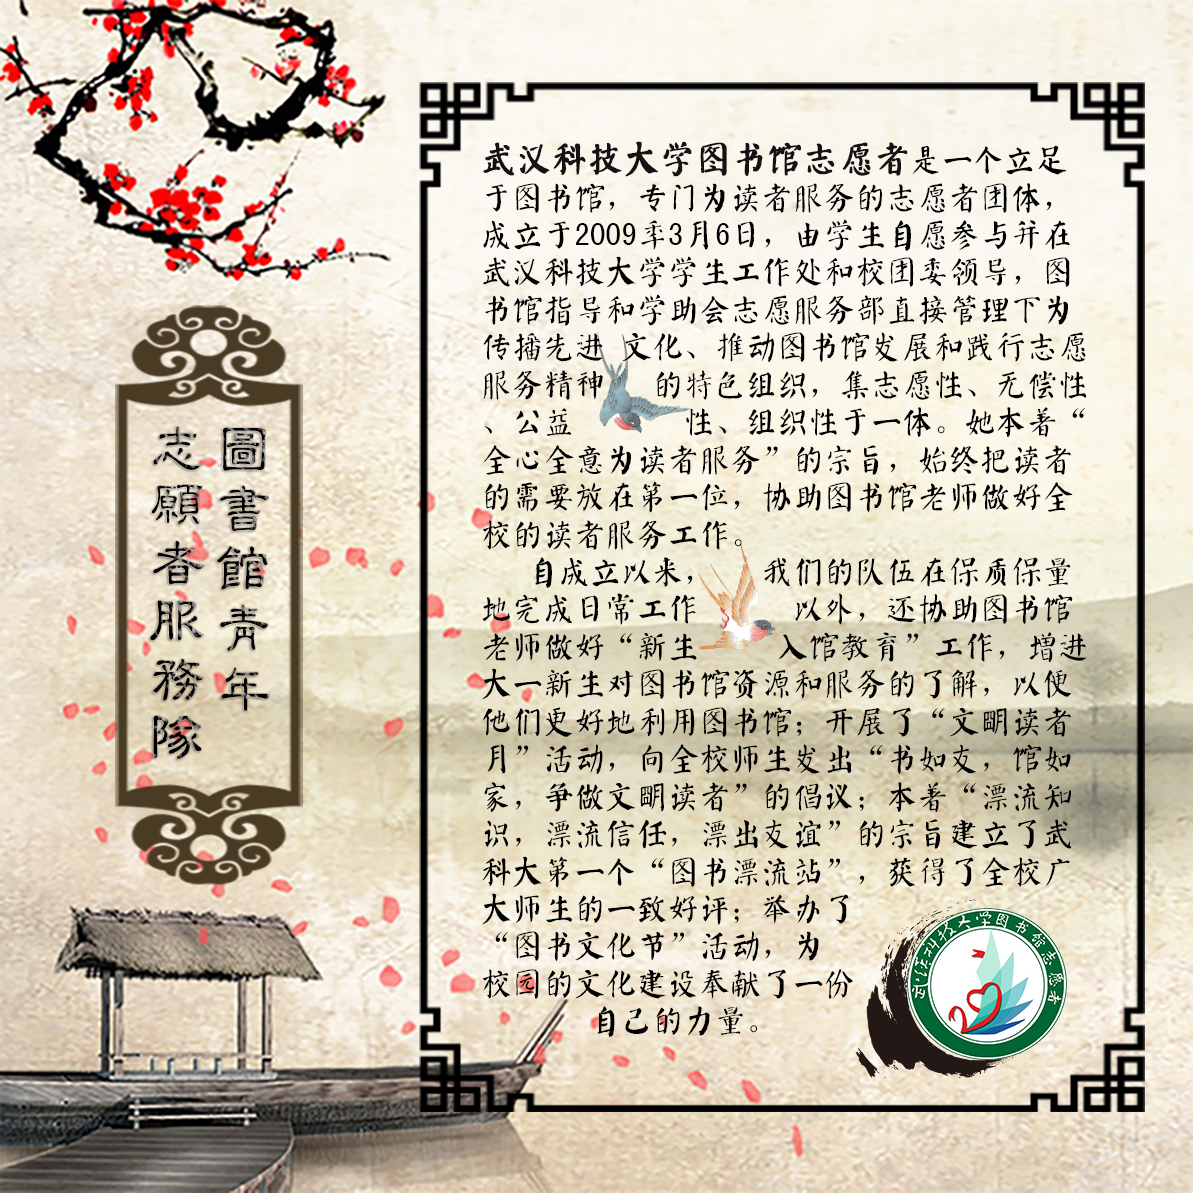 圖書館青年
志願者服務隊
武汉科技大学图书馆志愿者是一个立足
于图书馆，专门为读者服务的志愿者团体，
成立于2009年3月6日，由学生自愿参与并在
武汉科技大学学生工作处和校团委领导，图
书馆指导和学助会志愿服务部直接管理下为
传播先进 文化、推动图书馆发展和践行志愿
服务精神 的特色组织，集志愿性、无偿性
、公益 性、组织性于一体。她本着“
全心全意为读者服务”的宗旨，始终把读者
的需要放在第一位，协助图书馆老师做好全
校的读者服务工作。
自成立以来， 我们的队伍在保质保量
地完成日常工作 以外，还协助图书馆
老师做好“新生 入馆教育”工作，增进
大一新生对图书馆资源和服务的了解，以便
他们更好地利用图书馆；开展了“文明读者
月”活动，向全校师生发出“书如友，馆如
家，争做文明读者”的倡议；本着“漂流知
识，漂流信任，漂出友谊”的宗旨建立了武
科大第一个“图书漂流站”，获得了全校广
大师生的一致好评；举办了
“图书文化节”活动，为
校园的文化建设奉献了一份
自己的力量。
武汉科技大学图书馆志愿者